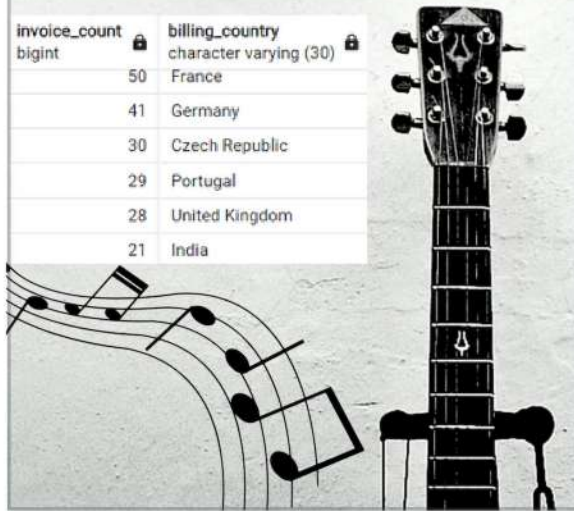 invoice_count billing_country
bigint character varying (30)
50 France
41 Germany
30 Czech Republic
29 Portugal
28 United Kingdom
21 India